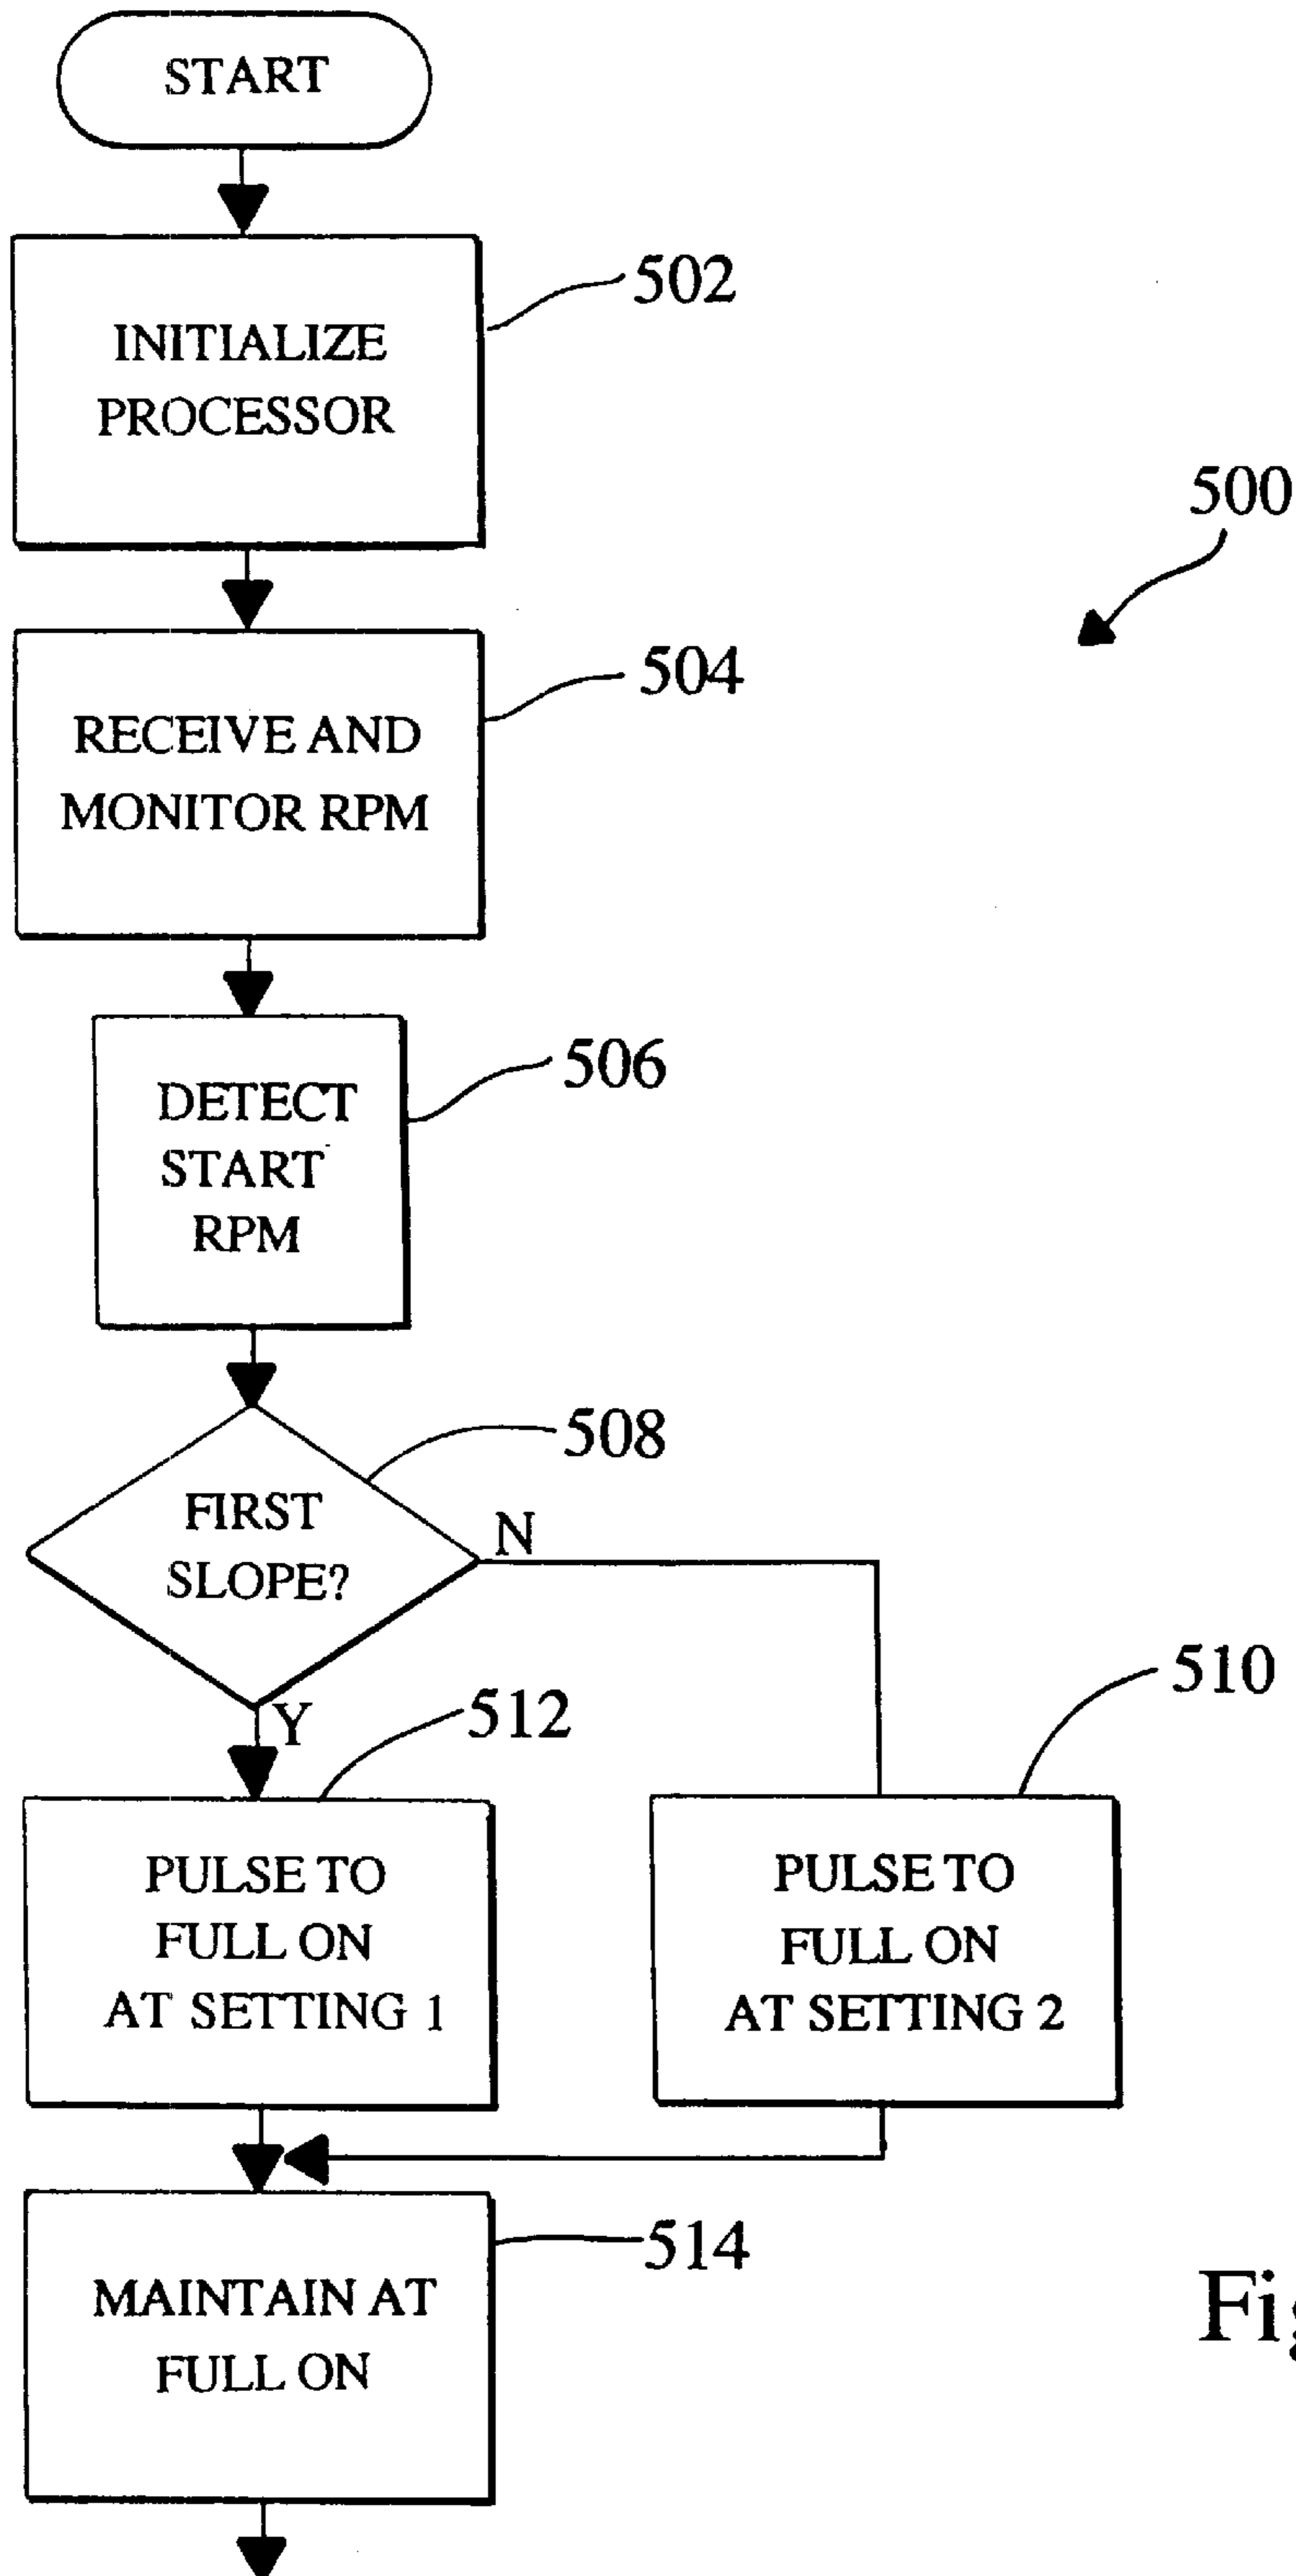 START
502
INITIALIZE
PROCESSOR
500
504
RECEIVE AND
MONITOR RPM
506
DETECT
START
RPM
508
FIRST
SLOPE?
N
Y
510
512
PULSE TO
FULL ON
AT SETTING 1
PULSE TO
FULL ON
AT SETTING 2
514
MAINTAIN AT
FULL ON